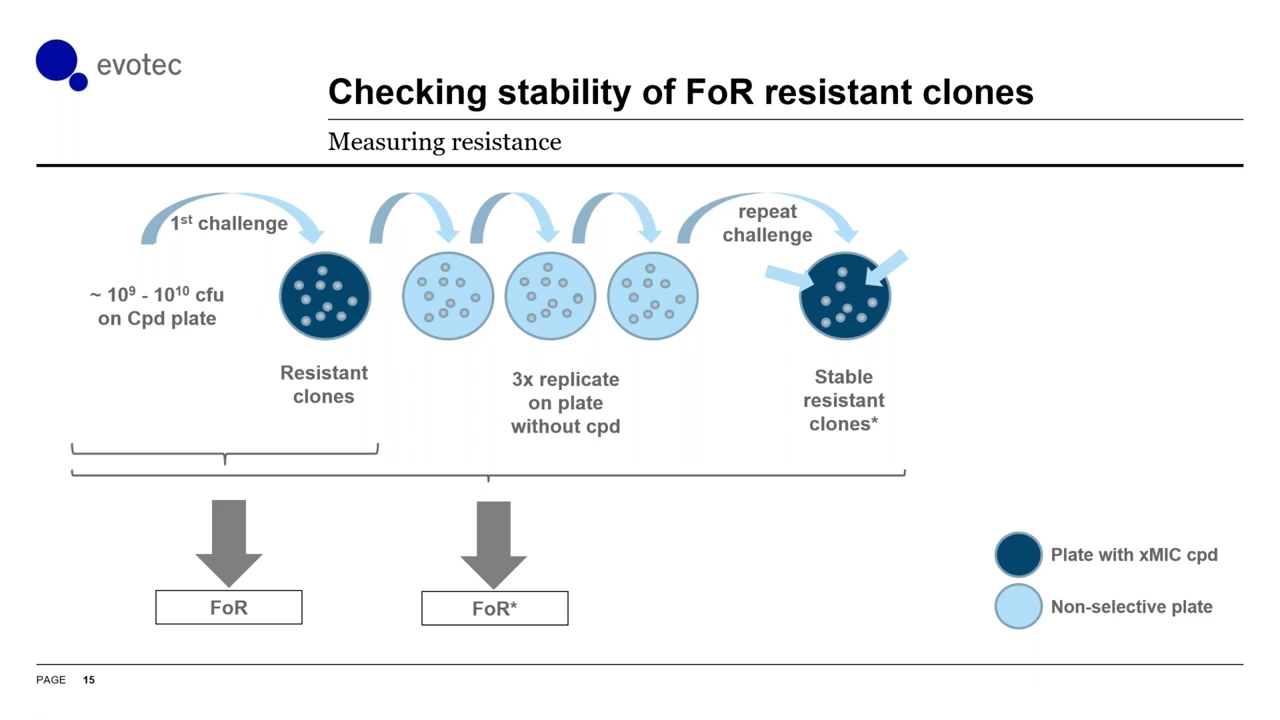 evotec
Checking stability of FoR resistant clones
Measuring resistance
1st challenge
repeat
challenge
~ 10⁹ - 10¹⁰ cfu
on Cpd plate
Resistant
clones
3x replicate
on plate
without cpd
Stable
resistant
clones*
FoR
FoR*
Plate with xMIC cpd
Non-selective plate
PAGE 15